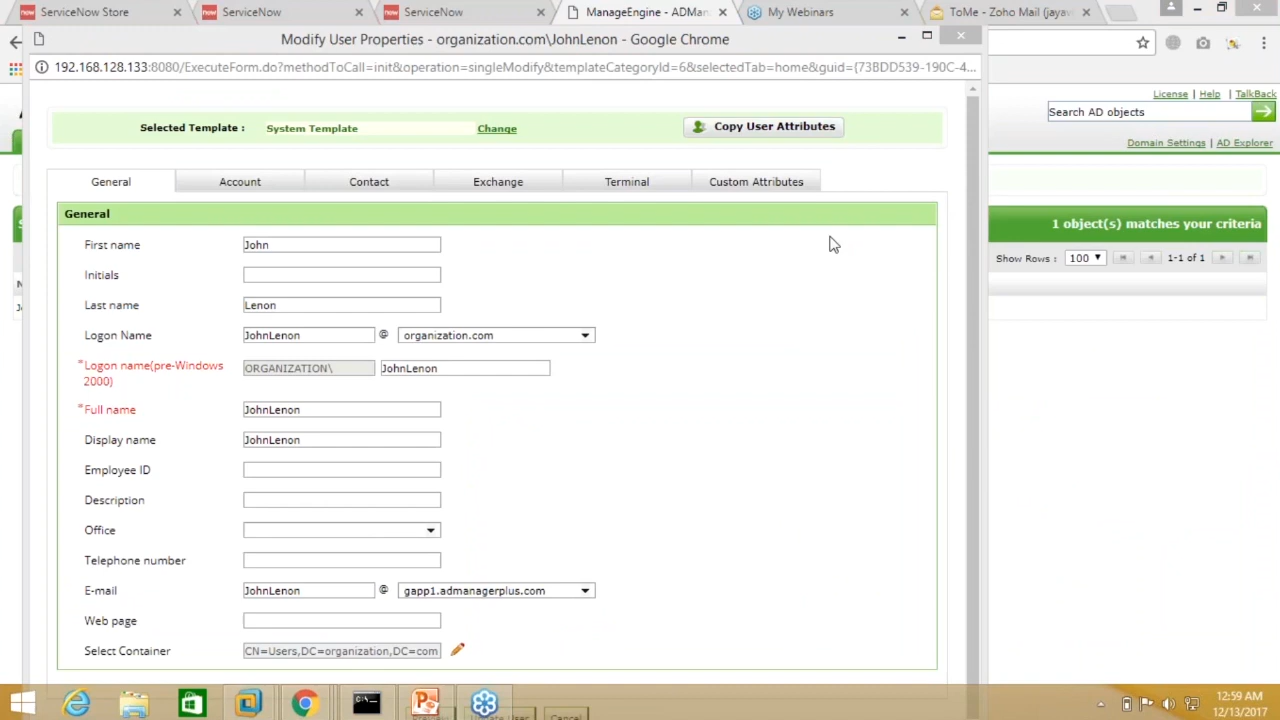 ServiceNow Store
ServiceNow
ServiceNow
ManageEngine - ADMan
My Webinars
ToMe - Zoho Mail (jayav
Modify User Properties - organization.com\JohnLenon - Google Chrome
192.168.128.133:8080/ExecuteForm.do?methodToCall=init&operation=singleModify&templateCategoryId=6&selectedTab=home&guid={73BDD539-190C-4...
License | Help | TalkBack
Search AD objects
Domain Settings | AD Explorer
Selected Template : System Template Change
Copy User Attributes
General Account Contact Exchange Terminal Custom Attributes
General
1 object(s) matches your criteria
Show Rows : 100 1-1 of 1
First name John
Initials
Last name Lenon
Logon Name JohnLenon @ organization.com
*Logon name(pre-Windows
2000)
ORGANIZATION\ JohnLenon
*Full name JohnLenon
Display name JohnLenon
Employee ID
Description
Office
Telephone number
E-mail JohnLenon @ gapp1.admanagerplus.com
Web page
Select Container CN=Users,DC=organization,DC=com
Cancel
12:59 AM
12/13/2017